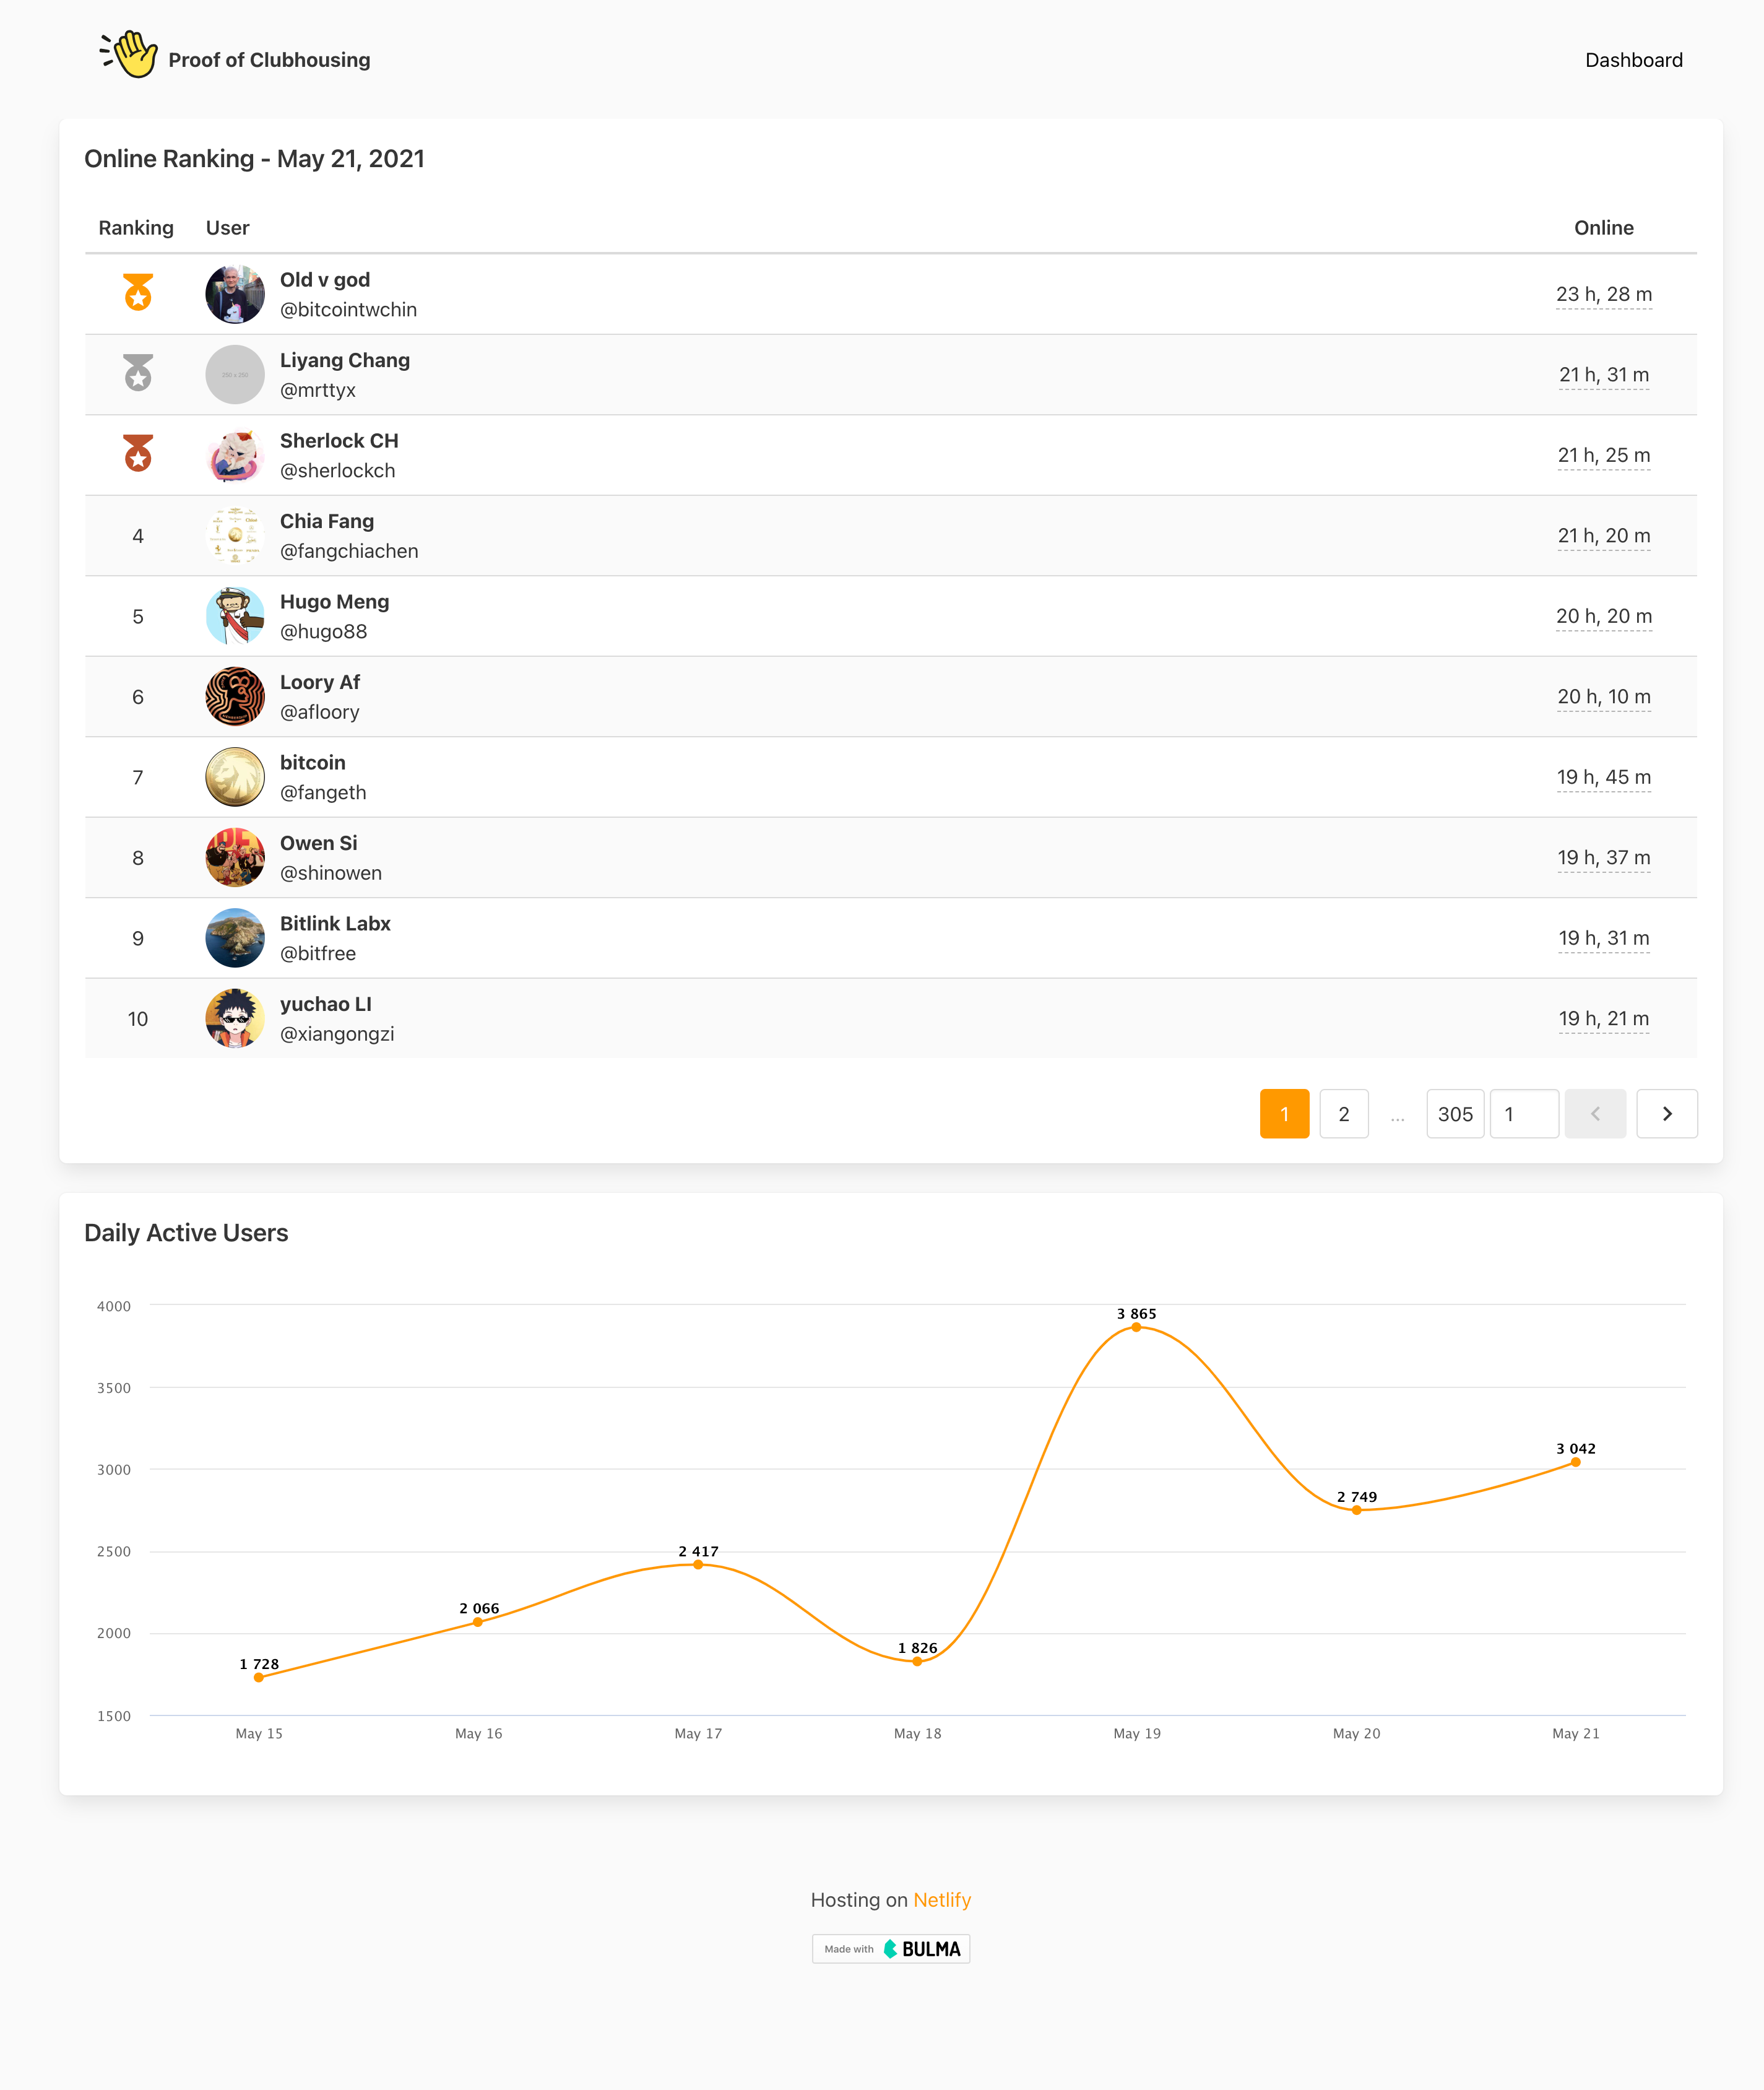 Proof of Clubhousing
Dashboard
Online Ranking - May 21, 2021
Ranking User Online
Old v god
@bitcointwchin
23 h, 28 m
Liyang Chang
@mrttyx
21 h, 31 m
Sherlock CH
@sherlockch
21 h, 25 m
4
Chia Fang
@fangchiachen
21 h, 20 m
5
Hugo Meng
@hugo88
20 h, 20 m
6
Loory Af
@afloory
20 h, 10 m
7
bitcoin
@fangeth
19 h, 45 m
8
Owen Si
@shinowen
19 h, 37 m
9
Bitlink Labx
@bitfree
19 h, 31 m
10
yuchao LI
@xiangongzi
19 h, 21 m
1 2 ... 305 1
Daily Active Users
4000
3500
3000
2500
2000
1500
1 728
2 066
2 417
1 826
3 865
2 749
3 042
May 15 May 16 May 17 May 18 May 19 May 20 May 21
Hosting on Netlify
Made with BULMA